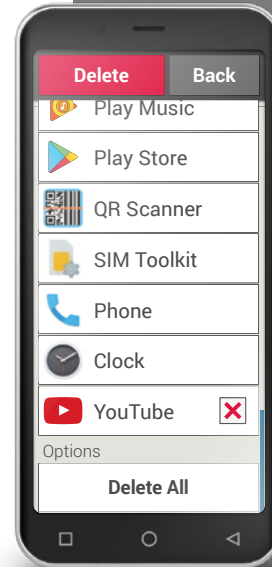 Delete Back
Play Music
Play Store
QR Scanner
SIM Toolkit
Phone
Clock
YouTube
Options
Delete All